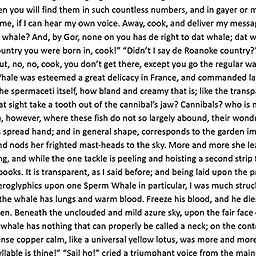 en you will find them in such countless numbers, and in gayer or m
me, if I can hear my own voice. Away, cook, and deliver my messag
whale? And, by Gor, none on you has de right to dat whale; dat w
ountry you were born in, cook!” “Didn’t I say de Roanoke country?”
ut, no, no, cook, you don’t get there, except you go the regular wa
Whale was esteemed a great delicacy in France, and commanded la
he spermaceti itself, how bland and creamy that is; like the transpa
at sight take a tooth out of the cannibal’s jaw? Cannibals? who is n
, however, where these fish do not so largely abound, their wond
s spread hand; and in general shape, corresponds to the garden im
nd nods her frighted mast-heads to the sky. More and more she lea
ng, and while the one tackle is peeling and hoisting a second strip f
books. It is transparent, as I said before; and being laid upon the pr
eroglyphics upon one Sperm Whale in particular, I was much struc
the whale has lungs and warm blood. Freeze his blood, and he dies
en. Beneath the unclouded and mild azure sky, upon the fair face o
whale has nothing that can properly be called a neck; on the contr
nse copper calm, like a universal yellow lotus, was more and more
yllable is thine!” “Sail ho!” cried a triumphant voice from the main